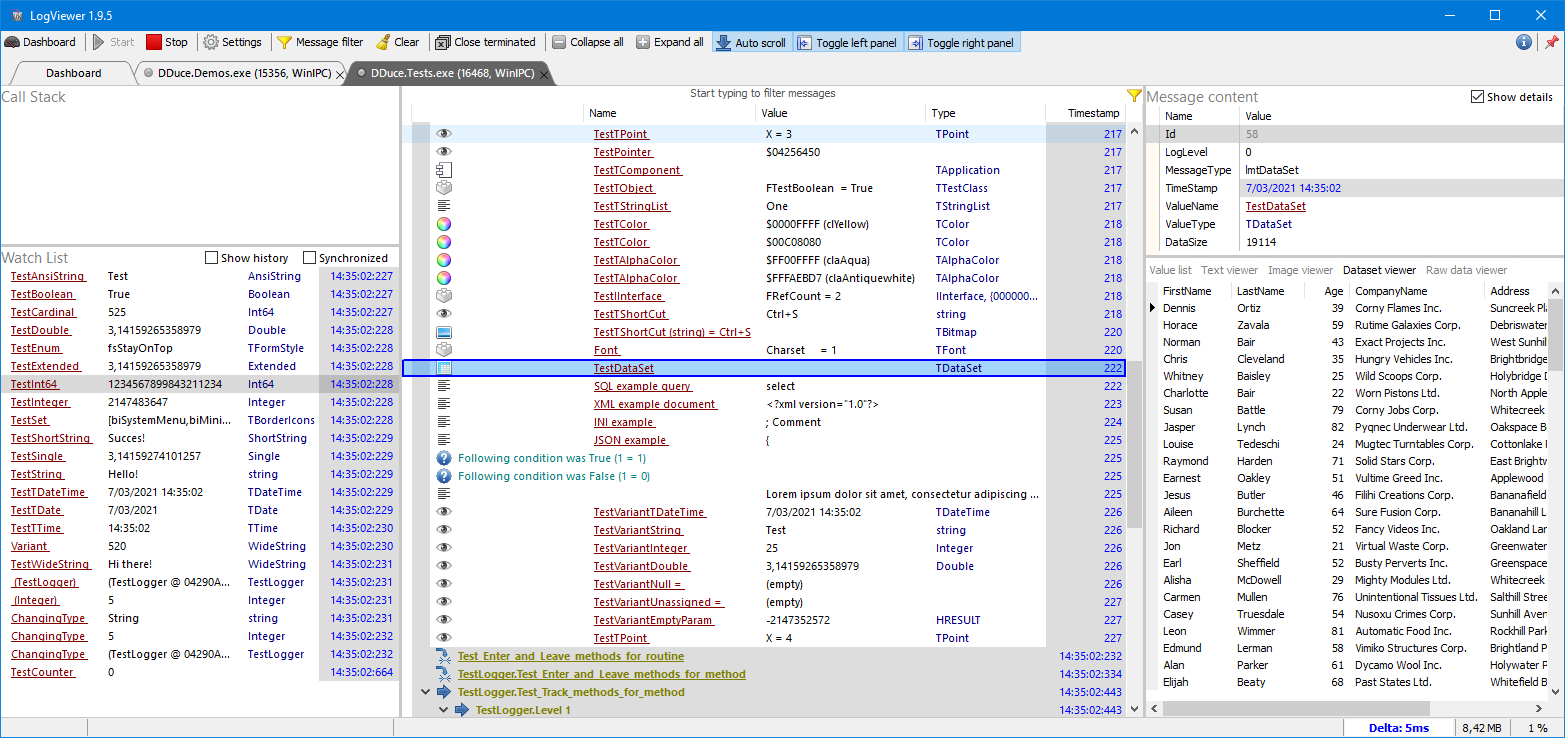 LogViewer 1.9.5
Dashboard Start Stop Settings Message filter Clear Close terminated Collapse all Expand all Auto scroll Toggle left panel Toggle right panel
Dashboard DDuce.Demos.exe (15356, WinIPC) DDuce.Tests.exe (16468, WinIPC)
Call Stack
Watch List Show history Synchronized
TestAnsiString Test AnsiString 14:35:02:227
TestBoolean True Boolean 14:35:02:227
TestCardinal 525 Int64 14:35:02:227
TestDouble 3,14159265358979 Double 14:35:02:228
TestEnum fsStayOnTop TFormStyle 14:35:02:228
TestExtended 3,14159265358979 Extended 14:35:02:228
TestInt64 1234567899843211234 Int64 14:35:02:228
TestInteger 2147483647 Integer 14:35:02:228
TestSet [biSystemMenu,biMini... TBorderIcons 14:35:02:228
TestShortString Succes! ShortString 14:35:02:229
TestSingle 3,14159274101257 Single 14:35:02:229
TestString Hello! string 14:35:02:229
TestTDateTime 7/03/2021 14:35:02 TDateTime 14:35:02:229
TestTDate 7/03/2021 TDate 14:35:02:229
TestTTime 14:35:02 TTime 14:35:02:230
Variant 520 WideString 14:35:02:230
TestWideString Hi there! WideString 14:35:02:231
(TestLogger) (TestLogger @ 04290A... TestLogger 14:35:02:231
(Integer) 5 Integer 14:35:02:231
ChangingType String string 14:35:02:231
ChangingType 5 Integer 14:35:02:232
ChangingType (TestLogger @ 04290A... TestLogger 14:35:02:232
TestCounter 0 14:35:02:664
Start typing to filter messages
Name Value Type Timestamp
TestTPoint X = 3 TPoint 217
TestPointer $04256450 217
TestTComponent TApplication 217
TestTObject FTestBoolean = True TTestClass 217
TestTStringList One TStringList 217
TestTColor $0000FFFF (clYellow) TColor 218
TestTColor $00C08080 TColor 218
TestTAlphaColor $FF00FFFF (claAqua) TAlphaColor 218
TestTAlphaColor $FFFAEBD7 (claAntiquewhite) TAlphaColor 218
TestIInterface FRefCount = 2 IInterface, {000000... 218
TestTShortCut Ctrl+S string 218
TestTShortCut (string) = Ctrl+S TBitmap 220
Font Charset = 1 TFont 220
TestDataSet TDataSet 222
SQL example query select 222
XML example document <?xml version="1.0"?> 223
INI example ; Comment 224
JSON example { 225
Following condition was True (1 = 1) 225
Following condition was False (1 = 0) 225
Lorem ipsum dolor sit amet, consectetur adipiscing ... 225
TestVariantTDateTime 7/03/2021 14:35:02 TDateTime 226
TestVariantString Test string 226
TestVariantInteger 25 Integer 226
TestVariantDouble 3,14159265358979 Double 226
TestVariantNull = (empty) 226
TestVariantUnassigned = (empty) 227
TestVariantEmptyParam -2147352572 HRESULT 227
TestTPoint X = 4 TPoint 227
Test_Enter_and_Leave_methods_for_routine 14:35:02:232
TestLogger.Test_Enter_and_Leave_methods_for_method 14:35:02:334
TestLogger.Test_Track_methods_for_method 14:35:02:443
TestLogger.Level 1 14:35:02:443
Message content Show details
Name Value
Id 58
LogLevel 0
MessageType lmtDataSet
TimeStamp 7/03/2021 14:35:02
ValueName TestDataSet
ValueType TDataSet
DataSize 19114
Value list Text viewer Image viewer Dataset viewer Raw data viewer
FirstName LastName Age CompanyName Address
Dennis Ortiz 39 Corny Flames Inc. Suncreek Pl
Horace Zavala 59 Rutime Galaxies Corp. Debriswater
Norman Bair 43 Exact Projects Inc. West Sunhil
Chris Cleveland 35 Hungry Vehicles Inc. Brightbridge
Whitney Baisley 25 Wild Scoops Corp. Holybridge D
Charlotte Bair 22 Worn Pistons Ltd. North Apple
Susan Battle 79 Corny Jobs Corp. Whitecreek
Jasper Lynch 82 Pyqnec Underwear Ltd. Oakspace B
Louise Tedeschi 24 Mugtec Turntables Corp. Cottonlake
Raymond Harden 71 Solid Stars Corp. East Brightw
Earnest Oakley 51 Vultime Greed Inc. Applewood
Jesus Butler 46 Filihi Creations Corp. Bananafield
Aileen Burchette 64 Sure Fusion Corp. Bananahill L
Richard Blocker 52 Fancy Videos Inc. Oakland Lan
Jon Metz 21 Virtual Waste Corp. Greenwater
Earl Sheffield 52 Busty Perverts Inc. Greenspace
Alisha McDowell 29 Mighty Modules Ltd. Whitecreek
Carmen Mullen 76 Unintentional Tissues Ltd. Salthill Stree
Casey Truesdale 54 Nusoxu Crimes Corp. Sunhill Aven
Leon Wimmer 81 Automatic Food Inc. Rockhill Park
Edmund Lerman 58 Vimiko Structures Corp. Brightland P
Alan Parker 61 Dycamo Woo Inc. Holywater P
Elijah Beaty 68 Past States Ltd. Whitefield B
Delta: 5ms 8,42 MB 1 %